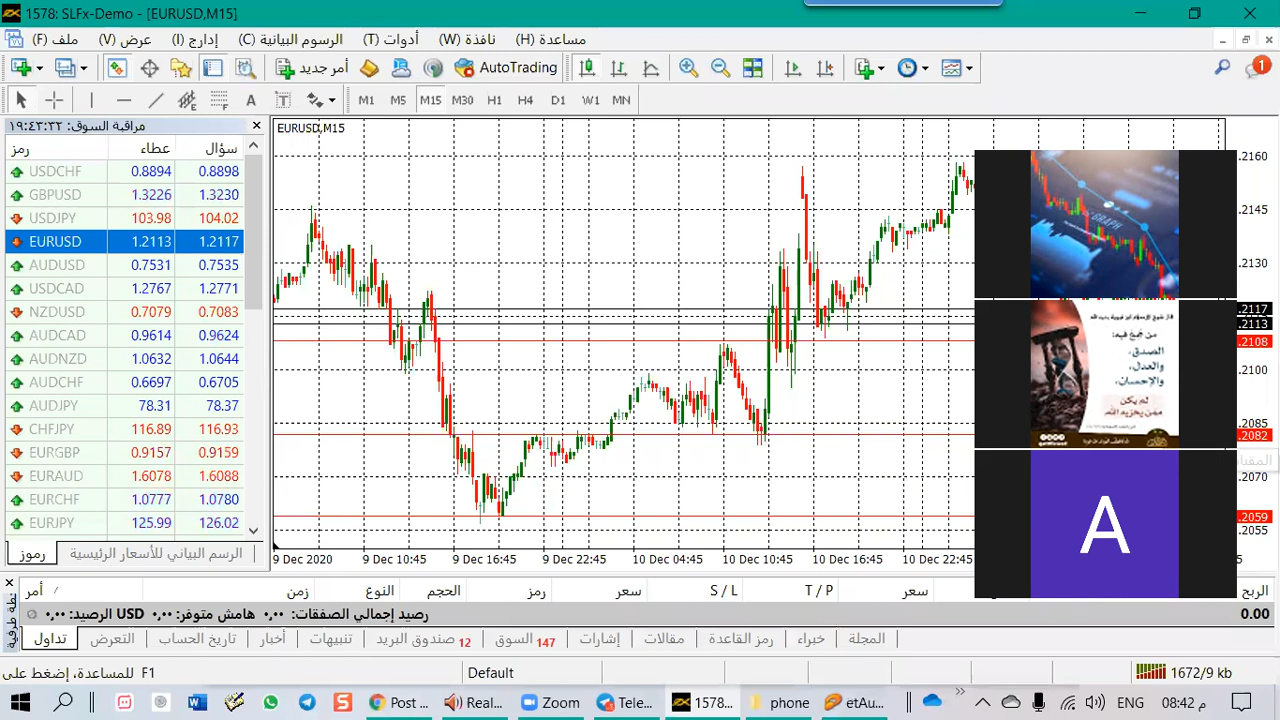 1578: SLFx-Demo - [EURUSD,M15]
ملف (F) عرض (V) إدارج (I) الرسوم البيانية (C) أدوات (T) نافذة (W) مساعدة (H)
أمر جديد AutoTrading 1
A T M1 M5 M15 M30 H1 H4 D1 W1 MN
مراقبة السوق: ١٩:٤٣:٣٢
رمز عطاء سؤال
USDCHF 0.8894 0.8898
GBPUSD 1.3226 1.3230
USDJPY 103.98 104.02
EURUSD 1.2113 1.2117
AUDUSD 0.7531 0.7535
USDCAD 1.2767 1.2771
NZDUSD 0.7079 0.7083
AUDCAD 0.9614 0.9624
AUDNZD 1.0632 1.0644
AUDCHF 0.6697 0.6705
AUDJPY 78.31 78.37
CHFJPY 116.89 116.93
EURGBP 0.9157 0.9159
EURAUD 1.6078 1.6088
EURCHF 1.0777 1.0780
EURJPY 125.99 126.02
رموز الرسم البياني للأسعار الرئيسية
EURUSD,M15
.2160
.2145
.2130
.2117
.2113
.2108
.2100
.2085
.2082
.2070
.2059
.2055
9 Dec 2020 9 Dec 10:45 9 Dec 16:45 9 Dec 22:45 10 Dec 04:45 10 Dec 10:45 10 Dec 16:45 10 Dec 22:45
GRAPH
من جُمِعَ فيه:
الصدق،
والعدل،
والإحسان،
لم يكن
ممن يخزيه الله
A
أمر / زمن النوع الحجم رمز سعر S / L T / P سعر الربح
رصيد إجمالي الصفقات: ٠,٠٠ هامش متوفر: ٠,٠٠ USD الرصيد: ٠,٠٠ 0.00
تداول التعرض تاريخ الحساب أخبار تنبيهات صندوق البريد 12 السوق 147 إشارات مقالات رمز القاعدة خبراء المجلة
للمساعدة, إضغط على F1 Default 1672/9 kb
Post ... Real... Zoom Tele... 1578... phone etAu... ENG 08:42 م